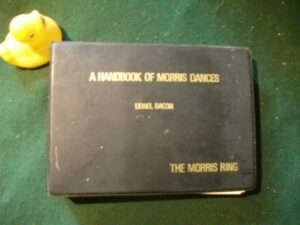 A HANDBOOK OF MORRIS DANCES
LIONEL BACON
THE MORRIS RING